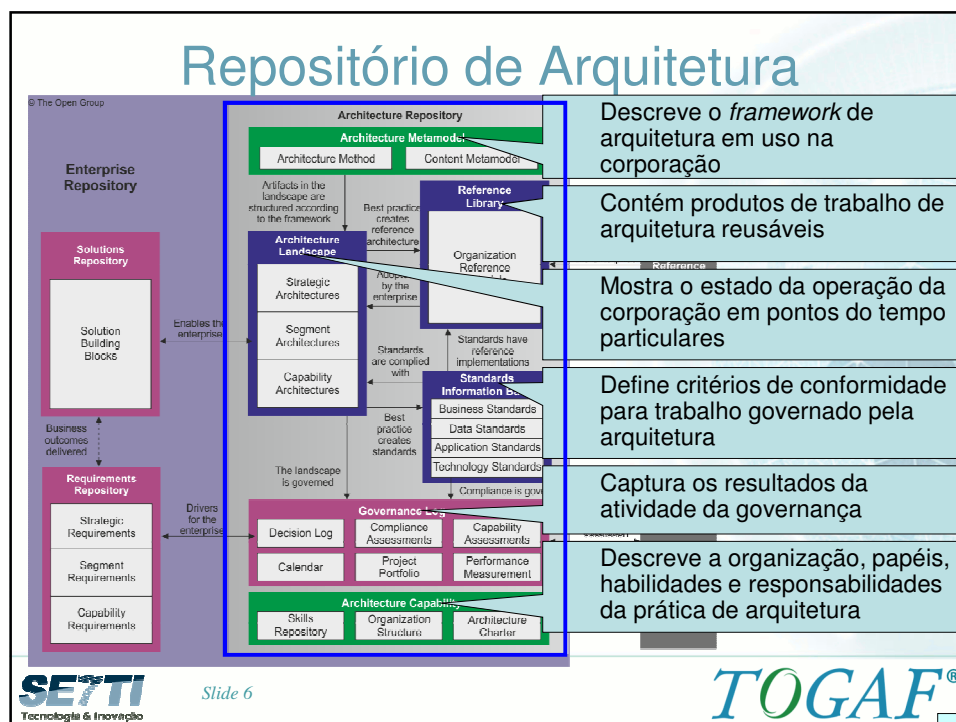 Repositório de Arquitetura
© The Open Group
Enterprise
Repository
Solutions
Repository
Solution
Building
Blocks
Business
outcomes
delivered
Requirements
Repository
Strategic
Requirements
Segment
Requirements
Capability
Requirements
Enables the
enterprise
Drivers
for the
enterprise
Architecture Repository
Architecture Metamodel
Architecture Method
Content Metamodel
Artifacts in the
landscape are
structured according
to the framework
Best practice
creates
reference
architecture
Reference
Library
Organization
Reference
Architecture
Landscape
Strategic
Architectures
Segment
Architectures
Capability
Architectures
by the
enterprise
Standards
are complied
with
Standards have
reference
implementations
Standards
Information
Business Standards
Data Standards
Application Standards
Technology Standards
Best
practice
creates
standards
The landscape
is governed
Compliance is
Governance Log
Decision Log
Compliance
Assessments
Capability
Assessments
Calendar
Project
Portfolio
Performance
Measurement
Architecture Capability
Skills
Repository
Organization
Structure
Architecture
Charter
Reference
Descreve o framework de
arquitetura em uso na
corporação
Contém produtos de trabalho de
arquitetura reusáveis
Mostra o estado da operação da
corporação em pontos do tempo
particulares
Define critérios de conformidade
para trabalho governado pela
arquitetura
Captura os resultados da
atividade da governança
Descreve a organização, papéis,
habilidades e responsabilidades
da prática de arquitetura
SE7TI
Tecnologia & Inovação
Slide 6
TOGAF®